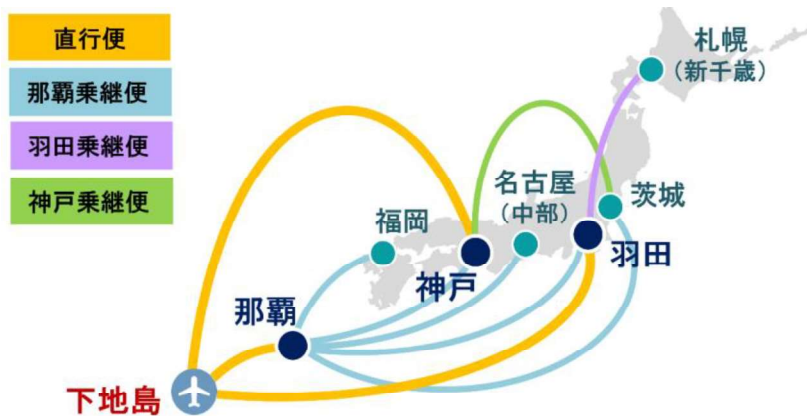 直行便
那覇乗継便
羽田乗継便
神戸乗継便
札幌
（新千歳）
名古屋
（中部）
茨城
福岡
羽田
神戸
那覇
下地島